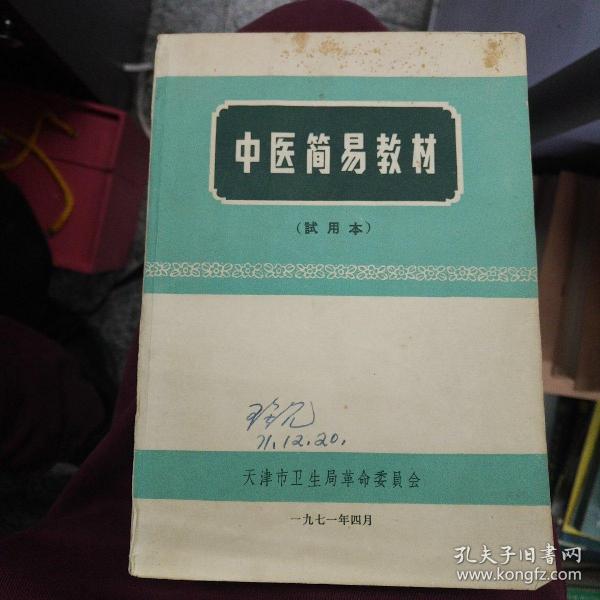 中医简易教材
(試用本)
71.12.20.
天津市卫生局革命委員会
一九七一年四月
孔夫子旧书网
www.kongfz.com